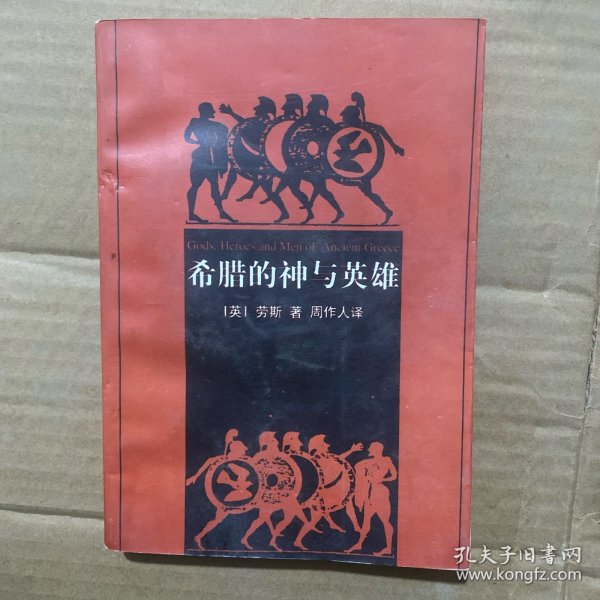 Gods, Heroes and Men of Ancient Greece
希腊的神与英雄
[英] 劳斯 著 周作人译
孔夫子旧书网
www.kongfz.com